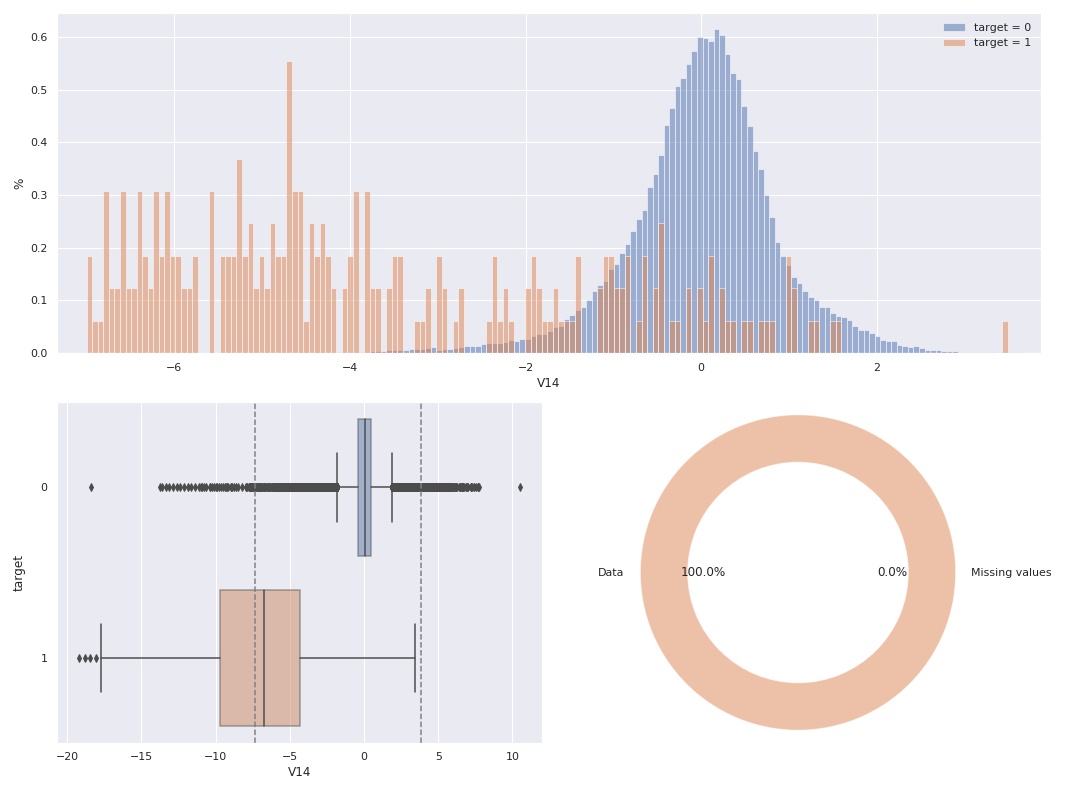 target = 0
target = 1
0.6
0.5
0.4
0.3
0.2
0.1
0.0
%
−6 −4 −2 0 2
V14
0
1
target
−20 −15 −10 −5 0 5 10
V14
Data 100.0% 0.0% Missing values